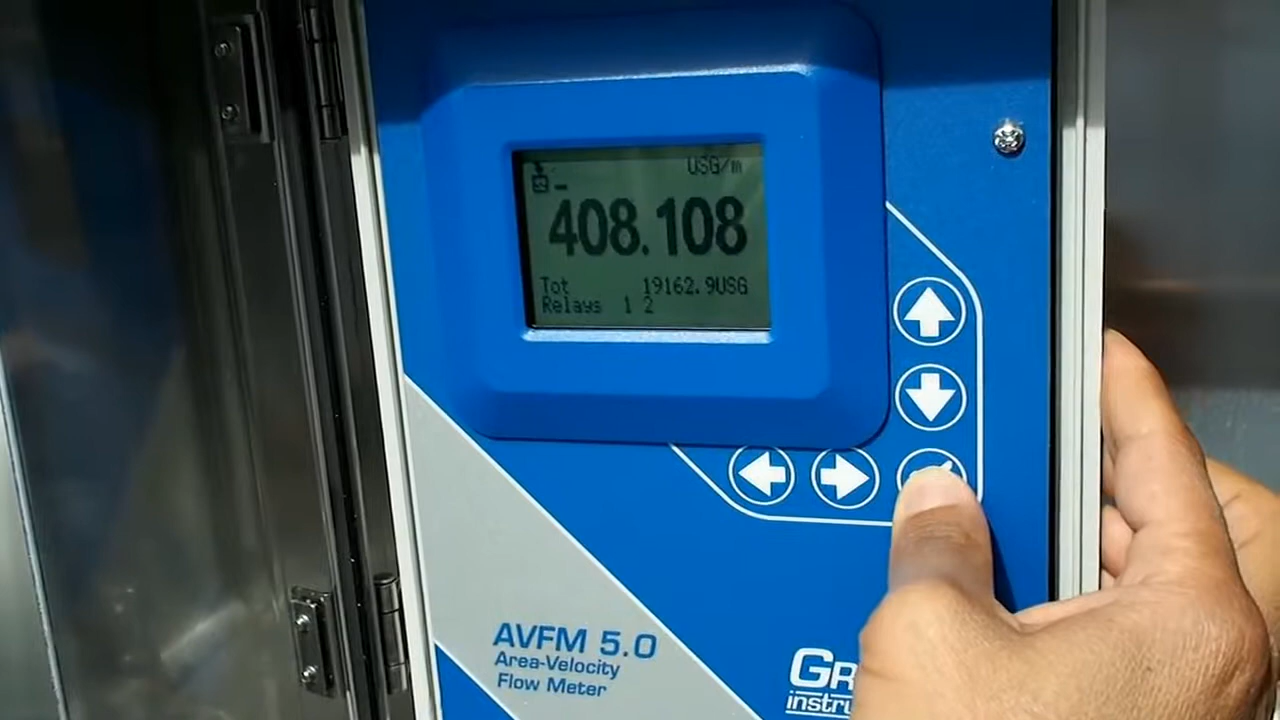 USG/m
408.108
Tot 19162.9USG
Relays 1 2
AVFM 5.0
Area-Velocity
Flow Meter